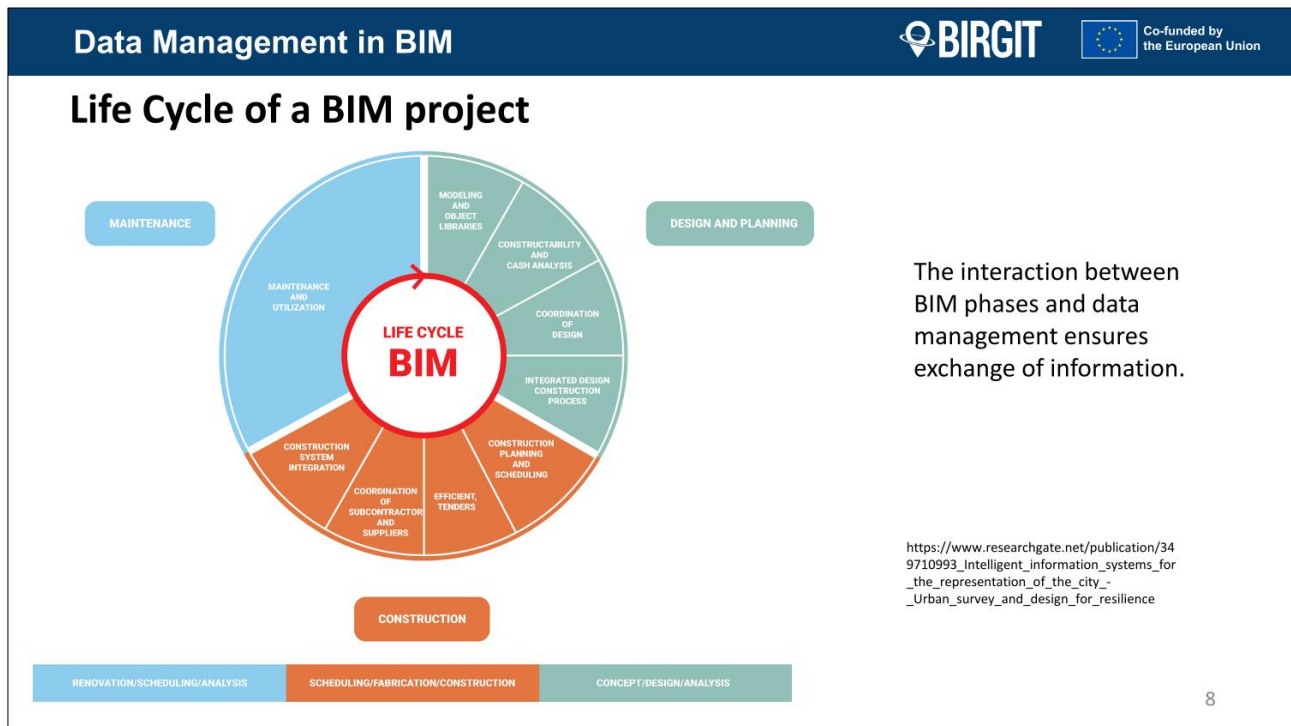 Data Management in BIM
BIRGIT
Co-funded by
the European Union
Life Cycle of a BIM project
MAINTENANCE
DESIGN AND PLANNING
MODELING
AND
OBJECT
LIBRARIES
CONSTRUCTABILITY
AND
CASH ANALYSIS
COORDINATION
OF
DESIGN
INTEGRATED DESIGN
CONSTRUCTION
PROCESS
CONSTRUCTION
PLANNING
AND
SCHEDULING
EFFICIENT,
TENDERS
COORDINATION
OF
SUBCONTRACTOR
AND
SUPPLIERS
CONSTRUCTION
SYSTEM
INTEGRATION
MAINTENANCE
AND
UTILIZATION
LIFE CYCLE
BIM
The interaction between
BIM phases and data
management ensures
exchange of information.
https://www.researchgate.net/publication/34
9710993_Intelligent_information_systems_for
_the_representation_of_the_city_-
_Urban_survey_and_design_for_resilience
CONSTRUCTION
RENOVATION/SCHEDULING/ANALYSIS
SCHEDULING/FABRICATION/CONSTRUCTION
CONCEPT/DESIGN/ANALYSIS
8